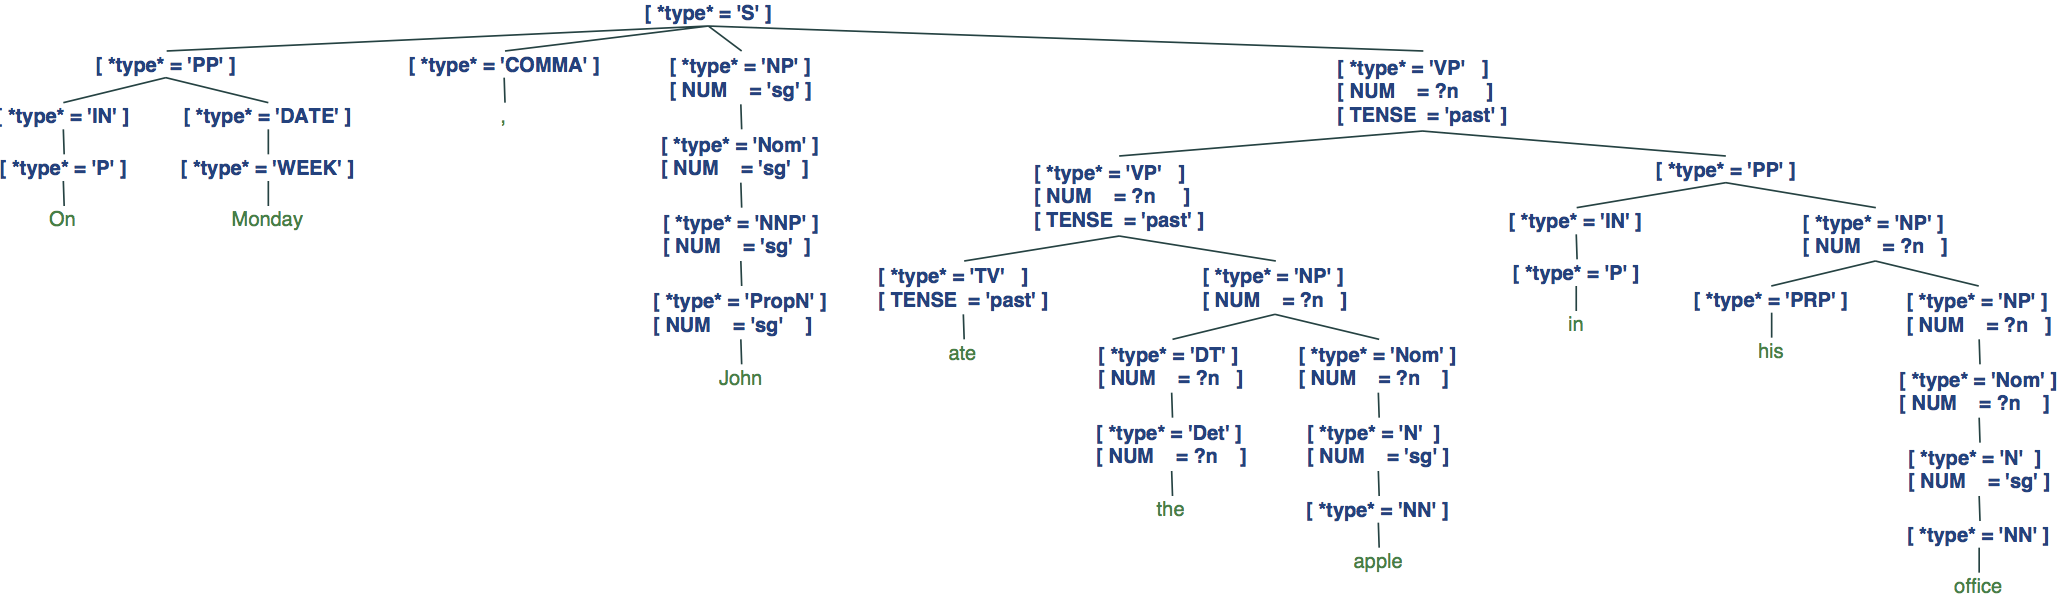 [ *type* = 'S' ]
[ *type* = 'PP' ]
[ *type* = 'COMMA' ]
[ *type* = 'NP' ]
[ NUM = 'sg' ]
[ *type* = 'VP' ]
[ NUM = ?n ]
[ TENSE = 'past' ]
[ *type* = 'IN' ]
[ *type* = 'DATE' ]
,
[ *type* = 'Nom' ]
[ NUM = 'sg' ]
[ *type* = 'VP' ]
[ NUM = ?n ]
[ TENSE = 'past' ]
[ *type* = 'PP' ]
[ *type* = 'P' ]
[ *type* = 'WEEK' ]
On
Monday
[ *type* = 'NNP' ]
[ NUM = 'sg' ]
[ *type* = 'IN' ]
[ *type* = 'NP' ]
[ NUM = ?n ]
[ *type* = 'TV' ]
[ TENSE = 'past' ]
[ *type* = 'NP' ]
[ NUM = ?n ]
[ *type* = 'P' ]
[ *type* = 'PropN' ]
[ NUM = 'sg' ]
[ *type* = 'PRP' ]
[ *type* = 'NP' ]
[ NUM = ?n ]
in
John
ate
[ *type* = 'DT' ]
[ NUM = ?n ]
[ *type* = 'Nom' ]
[ NUM = ?n ]
his
[ *type* = 'Nom' ]
[ NUM = ?n ]
[ *type* = 'Det' ]
[ NUM = ?n ]
[ *type* = 'N' ]
[ NUM = 'sg' ]
[ *type* = 'N' ]
[ NUM = 'sg' ]
the
[ *type* = 'NN' ]
[ *type* = 'NN' ]
apple
office